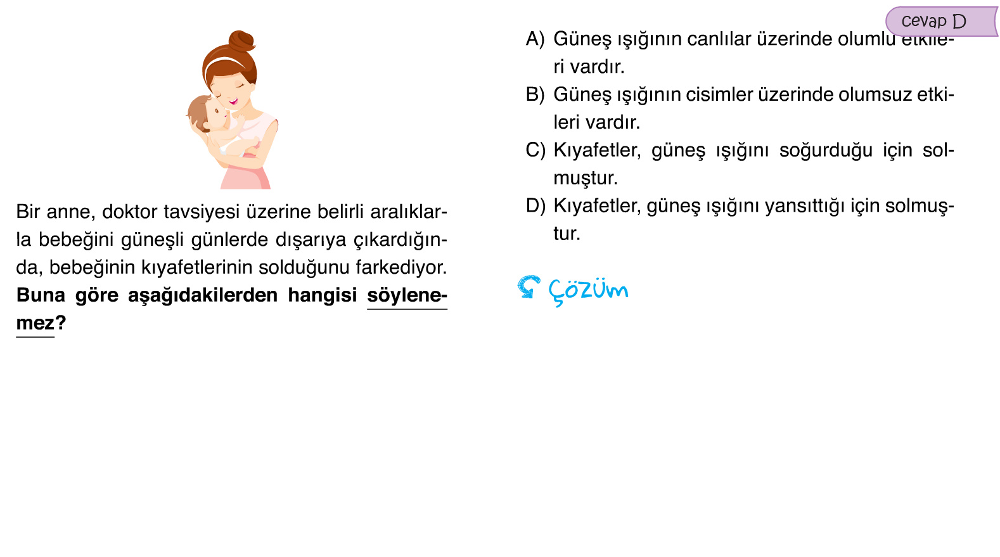 Bir anne, doktor tavsiyesi üzerine belirli aralıklar-
la bebeğini güneşli günlerde dışarıya çıkardığın-
da, bebeğinin kıyafetlerinin solduğunu farkediyor.
Buna göre aşağıdakilerden hangisi söylene-
mez?
cevap D
A) Güneş ışığının canlılar üzerinde olumlu etkile-
ri vardır.
B) Güneş ışığının cisimler üzerinde olumsuz etki-
leri vardır.
C) Kıyafetler, güneş ışığını soğurduğu için sol-
muştur.
D) Kıyafetler, güneş ışığını yansıttığı için solmuş-
tur.
Çözüm